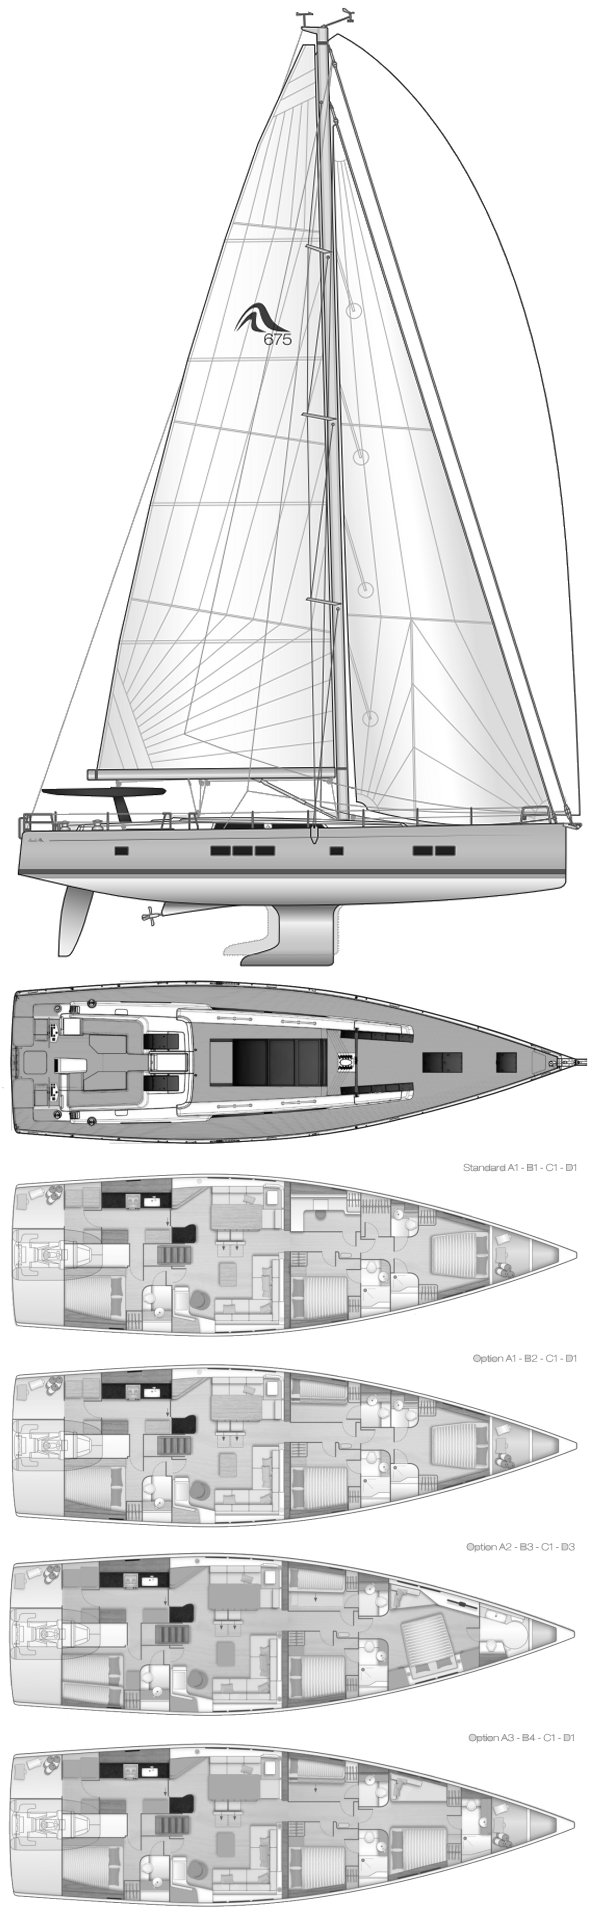 675
Standard A1 - B1 - C1 - D1
Option A1 - B2 - C1 - D1
Option A2 - B3 - C1 - D3
Option A3 - B4 - C1 - D1